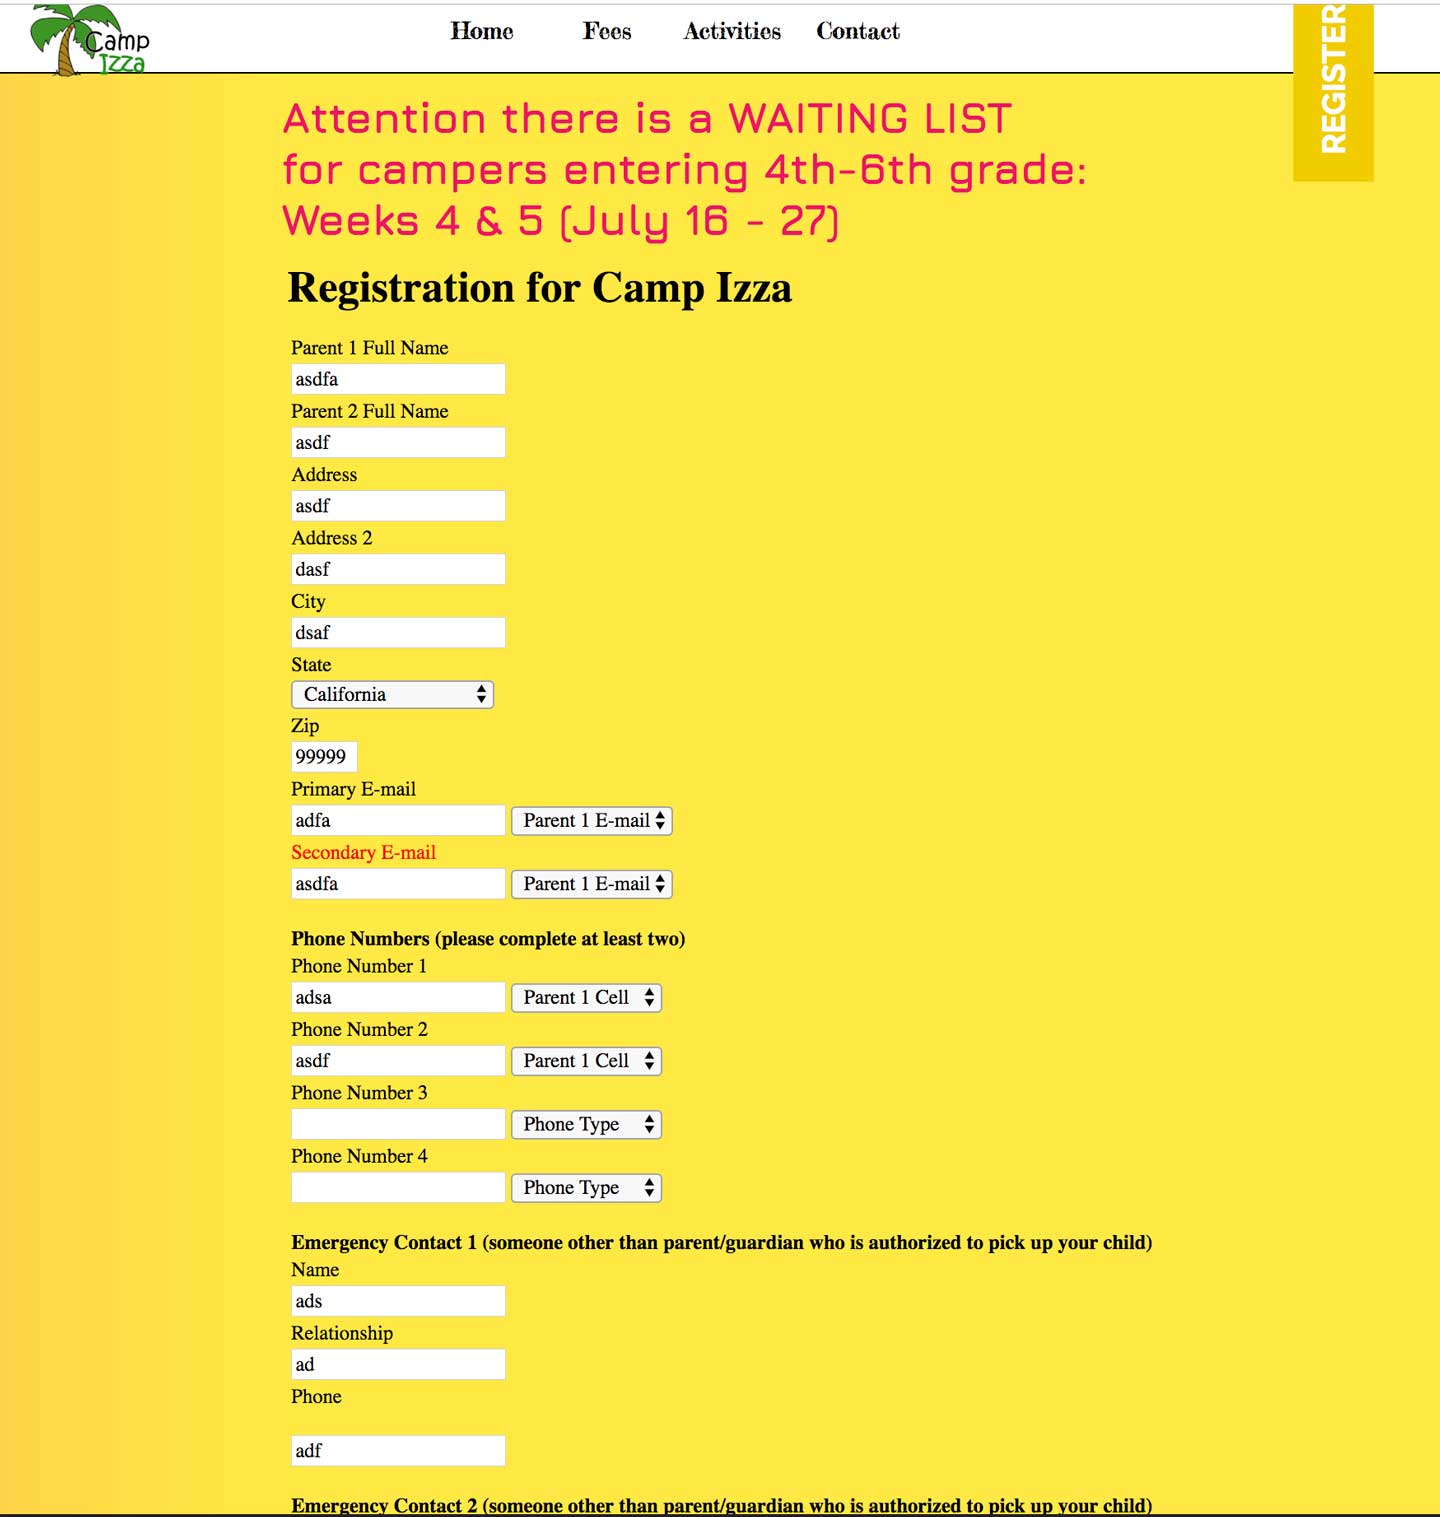 Camp
Izza
Home Fees Activities Contact
REGISTER
Attention there is a WAITING LIST
for campers entering 4th-6th grade:
Weeks 4 & 5 (July 16 - 27)
Registration for Camp Izza
Parent 1 Full Name
asdfa
Parent 2 Full Name
asdf
Address
asdf
Address 2
dasf
City
dsaf
State
California
Zip
99999
Primary E-mail
adfa Parent 1 E-mail
Secondary E-mail
asdfa Parent 1 E-mail
Phone Numbers (please complete at least two)
Phone Number 1
adsa Parent 1 Cell
Phone Number 2
asdf Parent 1 Cell
Phone Number 3
Phone Type
Phone Number 4
Phone Type
Emergency Contact 1 (someone other than parent/guardian who is authorized to pick up your child)
Name
ads
Relationship
ad
Phone
adf
Emergency Contact 2 (someone other than parent/guardian who is authorized to pick up your child)